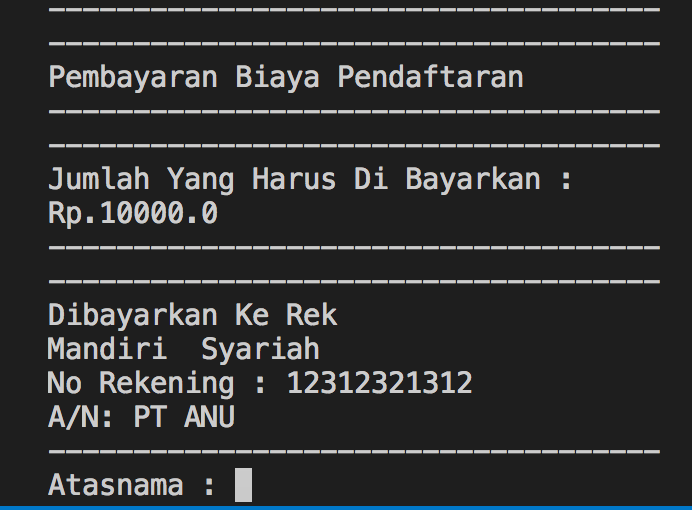 ------------------------------------
------------------------------------
Pembayaran Biaya Pendaftaran
------------------------------------
------------------------------------
Jumlah Yang Harus Di Bayarkan :
Rp.10000.0
------------------------------------
------------------------------------
Dibayarkan Ke Rek
Mandiri  Syariah
No Rekening : 12312321312
A/N: PT ANU
------------------------------------
Atasnama :